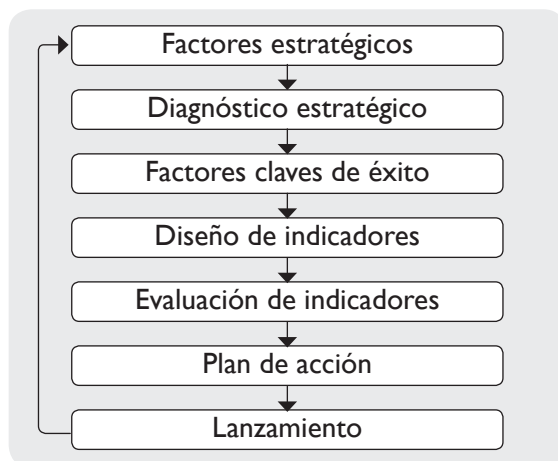 Factores estratégicos
Diagnóstico estratégico
Factores claves de éxito
Diseño de indicadores
Evaluación de indicadores
Plan de acción
Lanzamiento